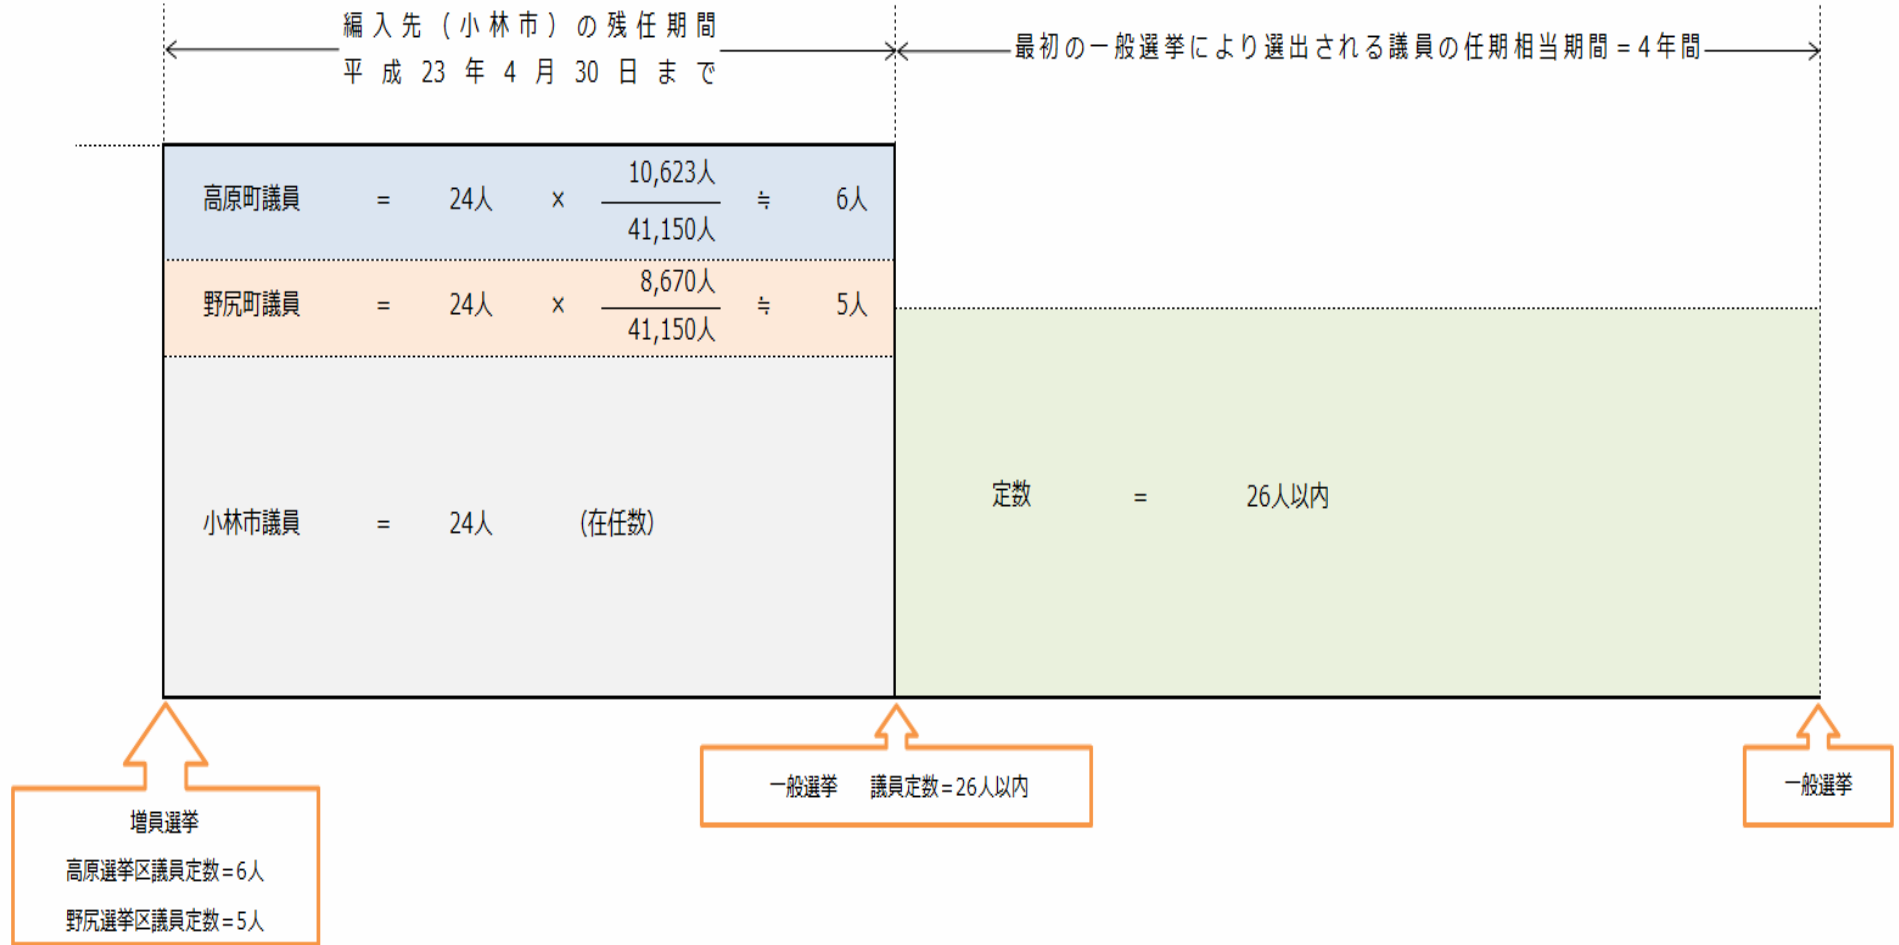 編入先(小林市)の残任期間
平成23年4月30日まで
最初の一般選挙により選出される議員の任期相当期間=4年間
高原町議員 = 24人 × 10,623人 ≒ 6人
41,150人
野尻町議員 = 24人 × 8,670人 ≒ 5人
41,150人
小林市議員 = 24人 (在任数)
定数 = 26人以内
増員選挙
高原選挙区議員定数=6人
野尻選挙区議員定数=5人
一般選挙 議員定数=26人以内
一般選挙